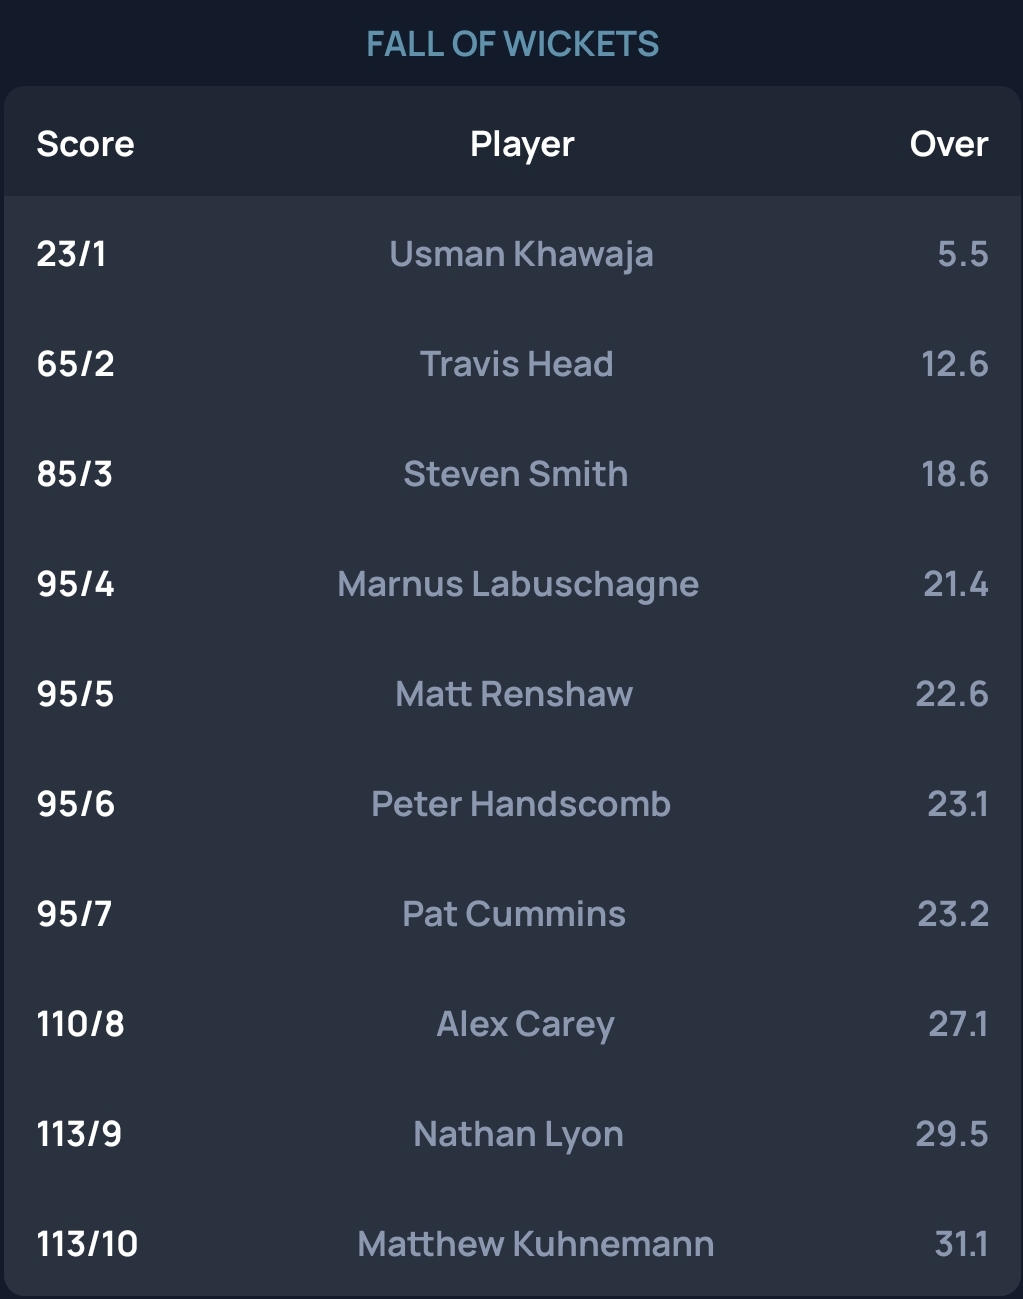 FALL OF WICKETS
Score Player Over
23/1 Usman Khawaja 5.5
65/2 Travis Head 12.6
85/3 Steven Smith 18.6
95/4 Marnus Labuschagne 21.4
95/5 Matt Renshaw 22.6
95/6 Peter Handscomb 23.1
95/7 Pat Cummins 23.2
110/8 Alex Carey 27.1
113/9 Nathan Lyon 29.5
113/10 Matthew Kuhnemann 31.1